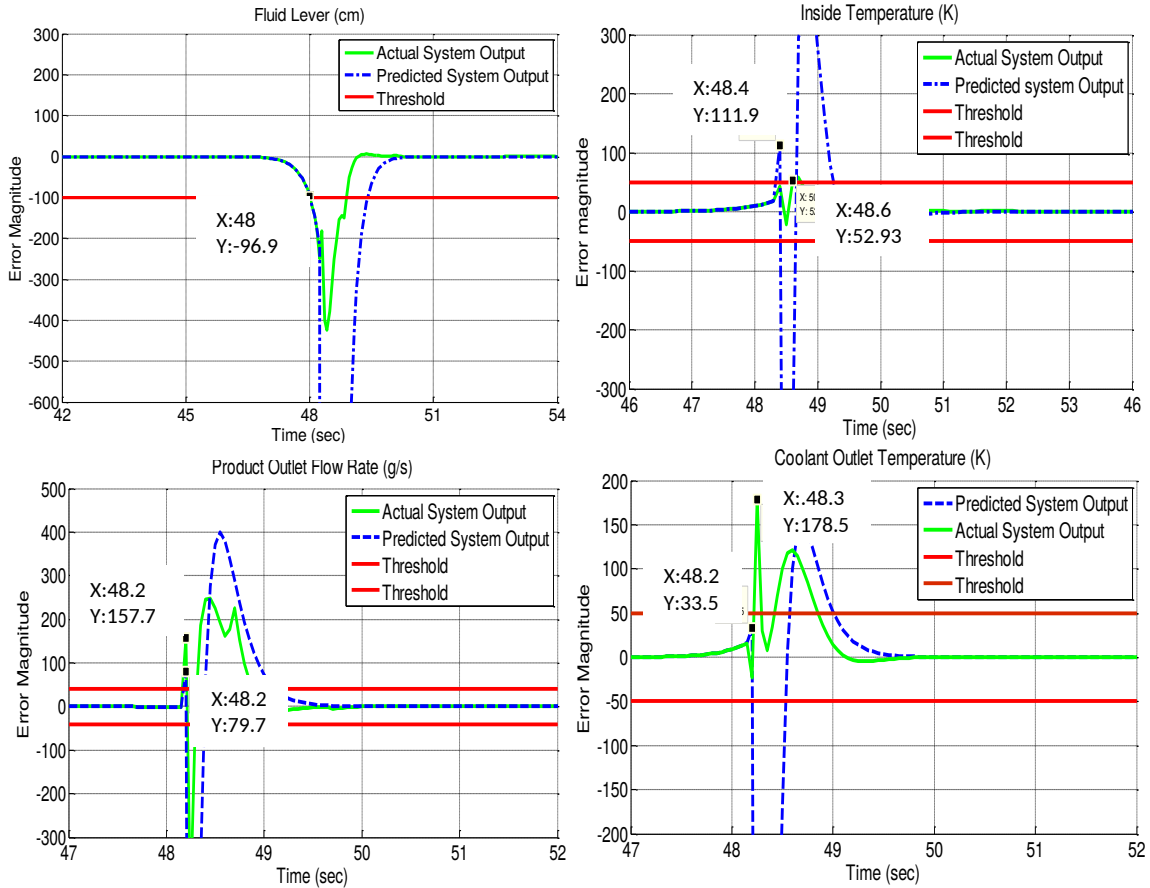 Fluid Lever (cm)
300
200
100
0
-100
-200
-300
-400
-500
-600
Error Magnitude
Actual System Output
Predicted System Output
Threshold
X:48
Y:-96.9
42
45
48
51
54
Time (sec)
Inside Temperature (K)
300
200
100
0
-100
-200
-300
Error magnitude
Actual System Output
Predicted system Output
Threshold
Threshold
X:48.4
Y:111.9
X:48.6
Y:52.93
46
47
48
49
50
51
52
53
46
Time (sec)
Product Outlet Flow Rate (g/s)
500
400
300
200
100
0
-100
-200
-300
Error Magnitude
Actual System Output
Predicted System Output
Threshold
Threshold
X:48.2
Y:157.7
X:48.2
Y:79.7
47
48
49
50
51
52
Time (sec)
Coolant Outlet Temperature (K)
200
150
100
50
0
-50
-100
-150
-200
Error Magnitude
Predicted System Output
Actual System Output
Threshold
Threshold
X:.48.3
Y:178.5
X:48.2
Y:33.5
47
48
49
50
51
52
Time (sec)